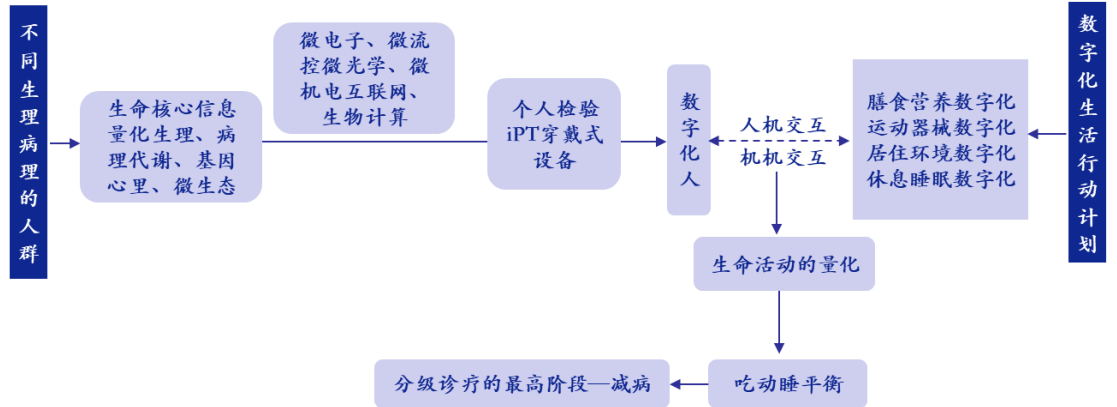 不同生理病理的人群
生命核心信息
量化生理、病
理代谢、基因
心里、微生态
微电子、微流
控微光学、微
机电互联网、
生物计算
个人检验
iPT穿戴式
设备
数字化人
人机交互
机机交互
膳食营养数字化
运动器械数字化
居住环境数字化
休息睡眠数字化
数字化生活行动计划
生命活动的量化
吃动睡平衡
分级诊疗的最高阶段—减病